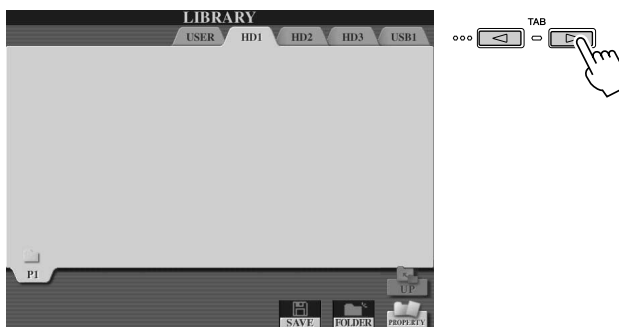 LIBRARY
USER HD1 HD2 HD3 USB1
TAB
P1
UP
SAVE FOLDER PROPERTY